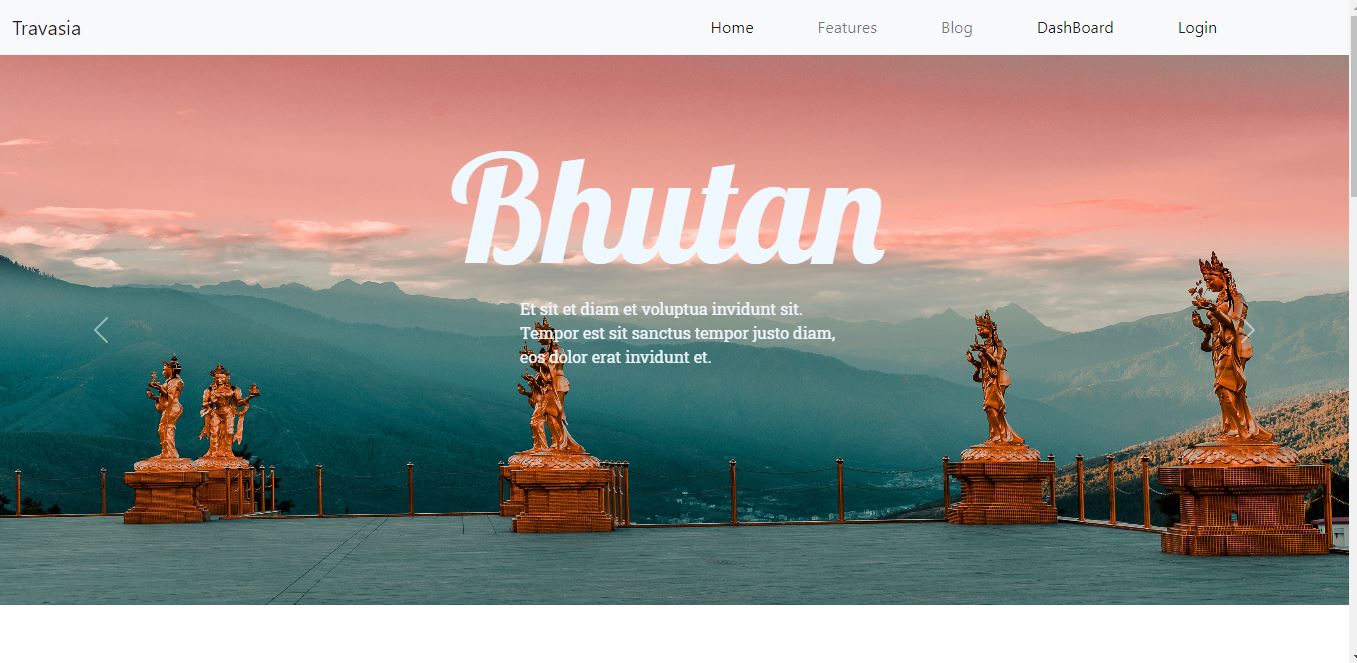 Travasia
Home Features Blog DashBoard Login
Bhutan
Et sit et diam et voluptua invidunt sit.
Tempor est sit sanctus tempor justo diam,
eos dolor erat invidunt et.